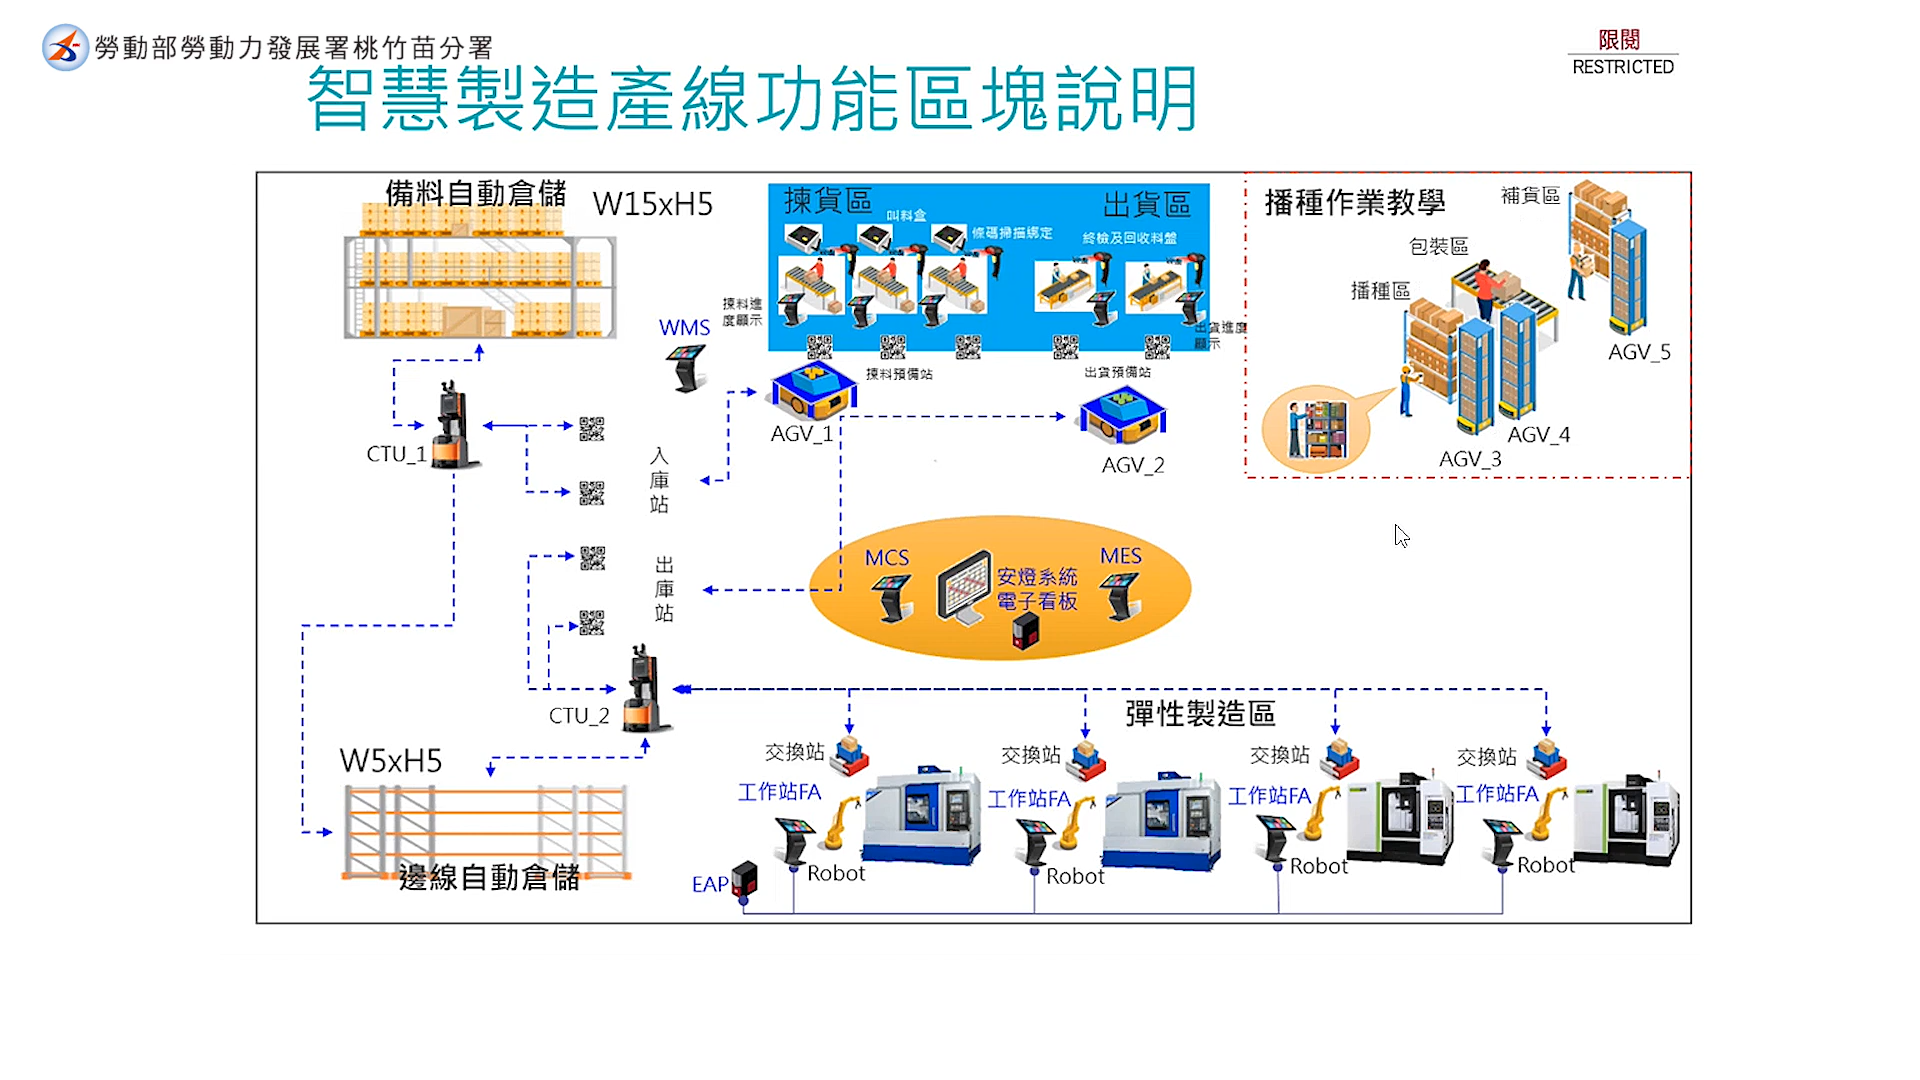 勞動部勞動力發展署桃竹苗分署
限閱
RESTRICTED
智慧製造產線功能區塊說明
備料自動倉儲
W15xH5
揀貨區
叫料盒
條碼掃描綁定
出貨區
終檢及回收料盤
播種作業教學
補貨區
包裝區
播種區
揀料進
度顯示
WMS
出貨進度
顯示
揀料預備站
出貨預備站
AGV_5
AGV_1
AGV_2
AGV_4
AGV_3
CTU_1
入庫站
出庫站
MCS
安燈系統
電子看板
MES
CTU_2
彈性製造區
W5xH5
邊線自動倉儲
交換站
交換站
交換站
交換站
工作站FA
工作站FA
工作站FA
工作站FA
Robot
Robot
Robot
Robot
EAP